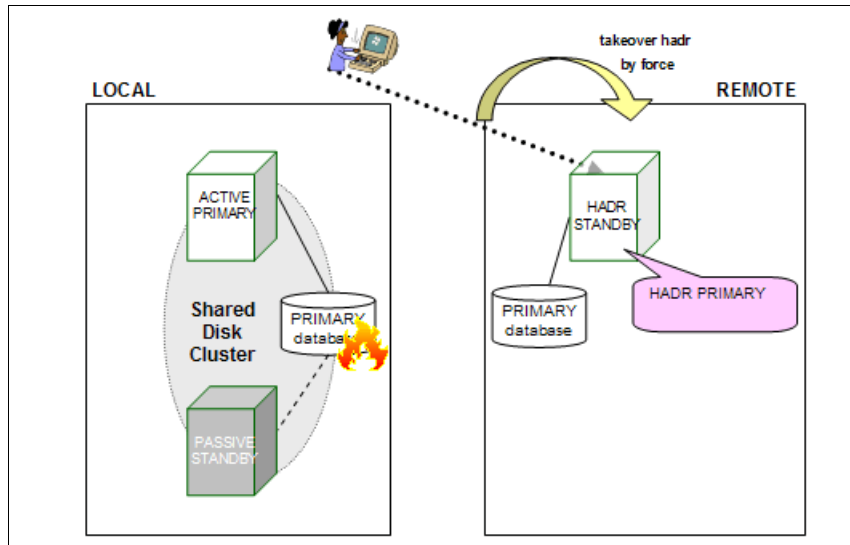 takeover hadr
by force
LOCAL
REMOTE
ACTIVE
PRIMARY
HADR
STANDBY
HADR PRIMARY
Shared
Disk
Cluster
PRIMARY
database
PRIMARY
database
PASSIVE
STANDBY